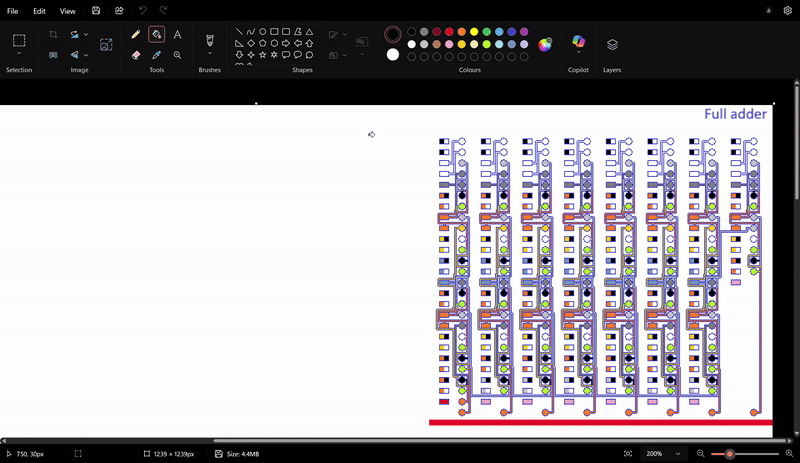 File Edit View
Selection Image Tools Brushes Shapes Colours Copilot Layers
Full adder
750, 30px 1239 × 1239px Size: 4.4MB 200%